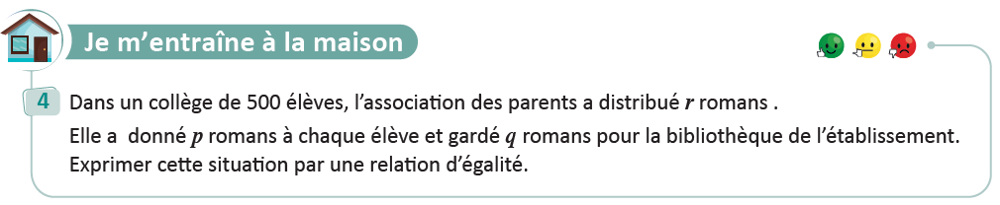 Je m'entraîne à la maison
4 Dans un collège de 500 élèves, l'association des parents a distribué r romans .
Elle a donné p romans à chaque élève et gardé q romans pour la bibliothèque de l'établissement.
Exprimer cette situation par une relation d'égalité.